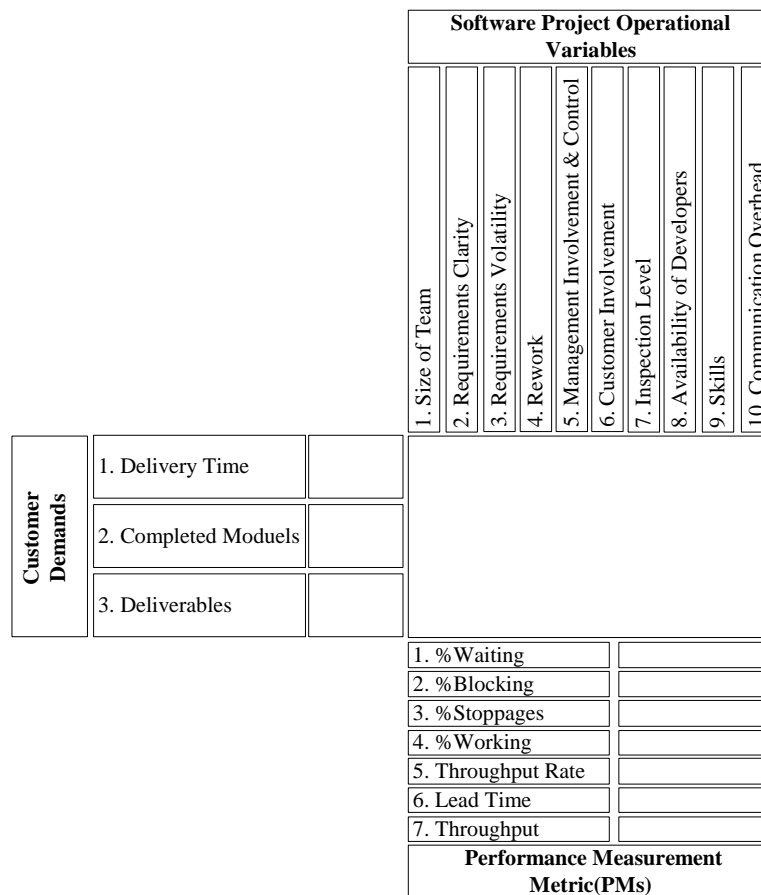 Software Project Operational
Variables
1. Size of Team
2. Requirements Clarity
3. Requirements Volatility
4. Rework
5. Management Involvement & Control
6. Customer Involvement
7. Inspection Level
8. Availability of Developers
9. Skills
10. Communication Overhead
Customer
Demands
1. Delivery Time
2. Completed Moduels
3. Deliverables
1. %Waiting
2. %Blocking
3. %Stoppages
4. %Working
5. Throughput Rate
6. Lead Time
7. Throughput
Performance Measurement
Metric(PMs)